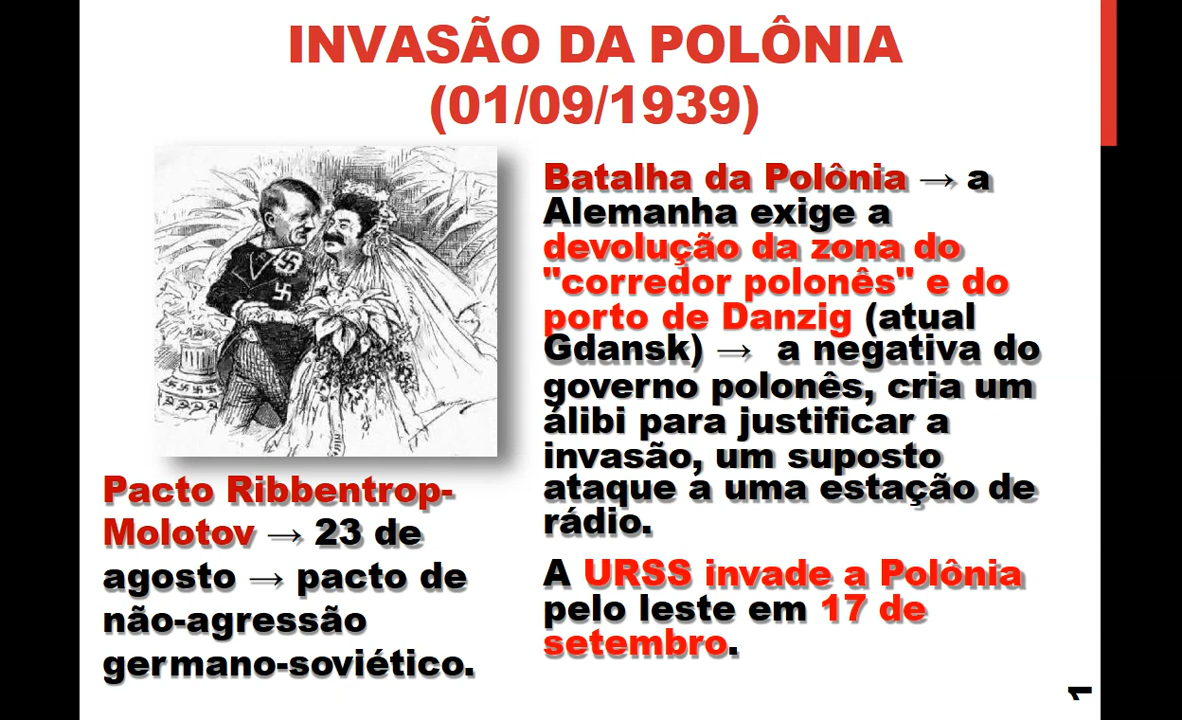 INVASÃO DA POLÔNIA
(01/09/1939)
Pacto Ribbentrop-
Molotov → 23 de
agosto → pacto de
não-agressão
germano-soviético.
Batalha da Polônia → a
Alemanha exige a
devolução da zona do
"corredor polonês" e do
porto de Danzig (atual
Gdansk) → a negativa do
governo polonês, cria um
álibi para justificar a
invasão, um suposto
ataque a uma estação de
rádio.
A URSS invade a Polônia
pelo leste em 17 de
setembro.
1